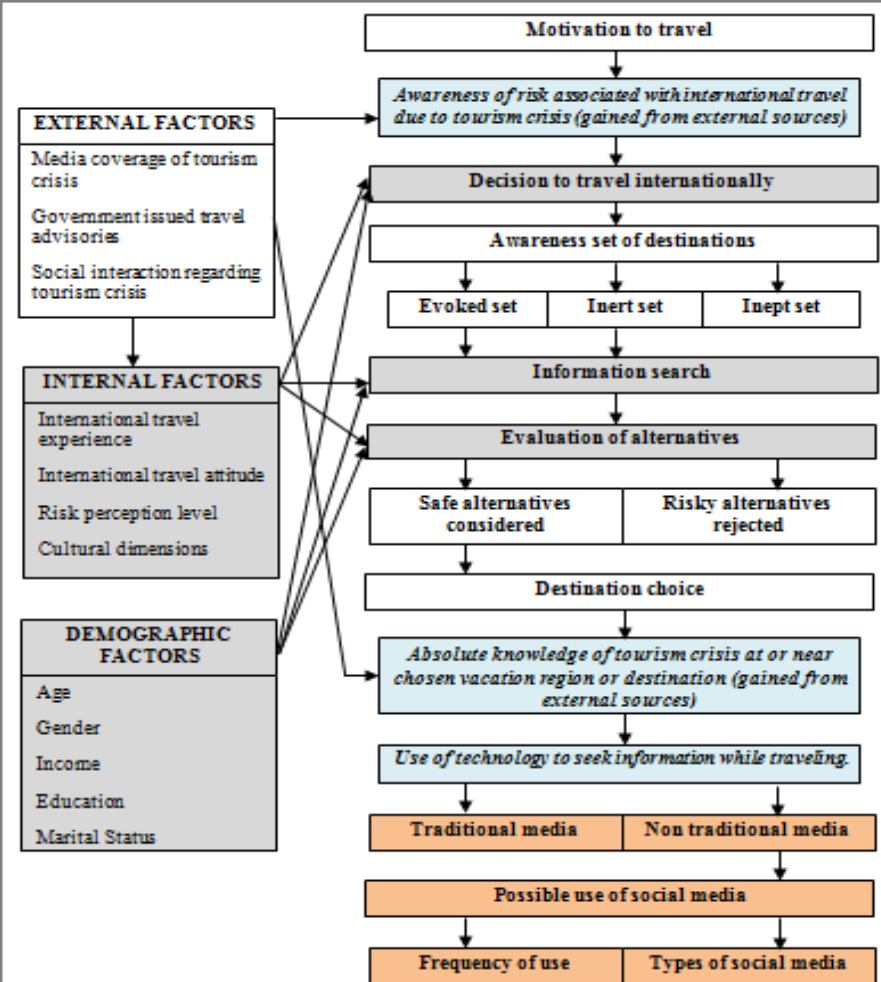 Motivation to travel
Awareness of risk associated with international travel
due to tourism crisis (gained from external sources)
EXTERNAL FACTORS
Media coverage of tourism
crisis
Government issued travel
advisories
Social interaction regarding
tourism crisis
Decision to travel internationally
Awareness set of destinations
Evoked set
Inert set
Inept set
INTERNAL FACTORS
International travel
experience
International travel attitude
Risk perception level
Cultural dimensions
Information search
Evaluation of alternatives
Safe alternatives
considered
Risky alternatives
rejected
Destination choice
DEMOGRAPHIC
FACTORS
Age
Gender
Income
Education
Marital Status
Absolute knowledge of tourism crisis at or near
chosen vacation region or destination (gained from
external sources)
Use of technology to seek information while traveling.
Traditional media
Non traditional media
Possible use of social media
Frequency of use
Types of social media